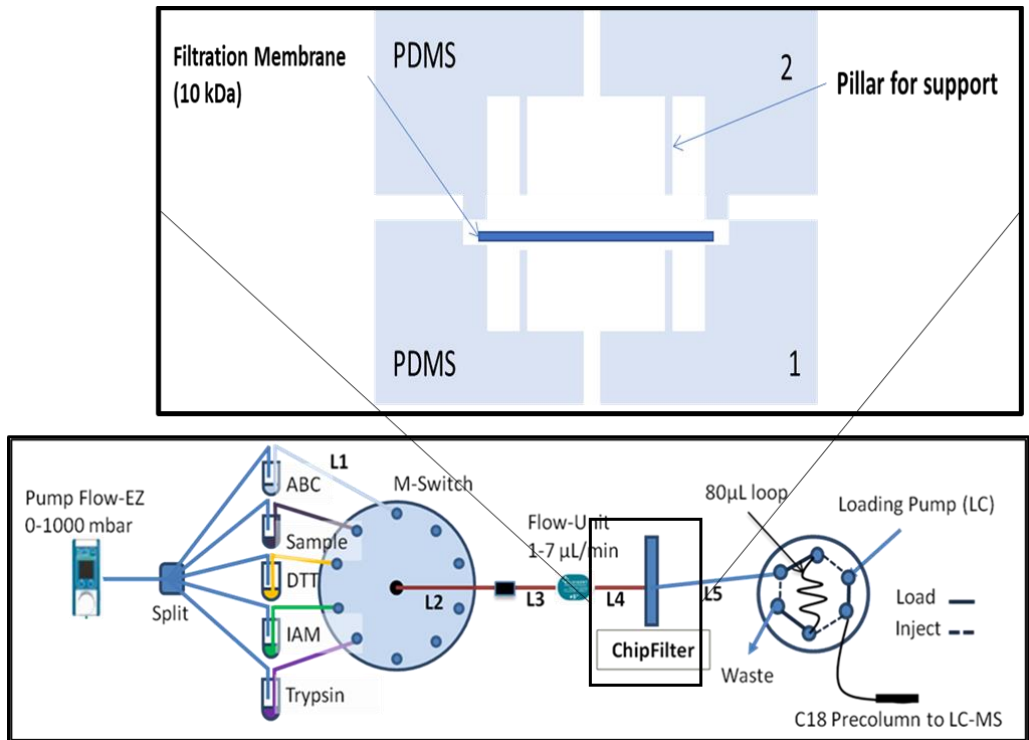 Filtration Membrane
(10 kDa)
PDMS
2
Pillar for support
PDMS
1
Pump Flow-EZ
0-1000 mbar
Split
L1
ABC
Sample
DTT
IAM
Trypsin
M-Switch
L2
L3
Flow-Unit
1-7 µL/min
L4
ChipFilter
L5
80µL loop
Loading Pump (LC)
Load
Inject
Waste
C18 Precolumn to LC-MS